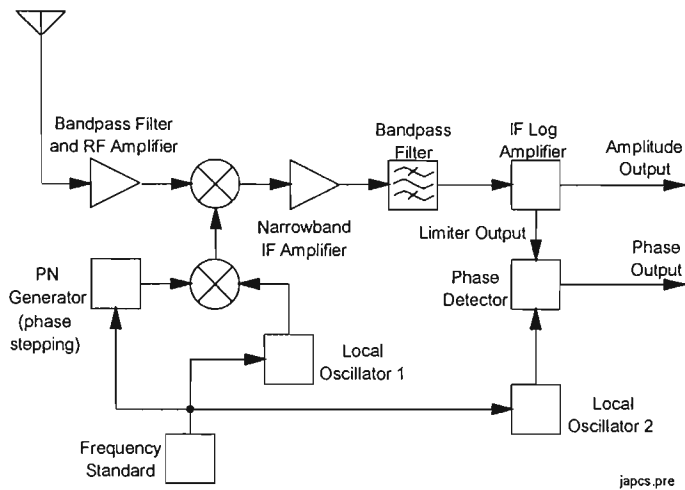 Bandpass Filter
and RF Amplifier
Bandpass
Filter
IF Log
Amplifier
Amplitude
Output
Narrowband
IF Amplifier
Limiter Output
PN
Generator
(phase
stepping)
Phase
Detector
Phase
Output
Local
Oscillator 1
Local
Oscillator 2
Frequency
Standard
japcs.pre